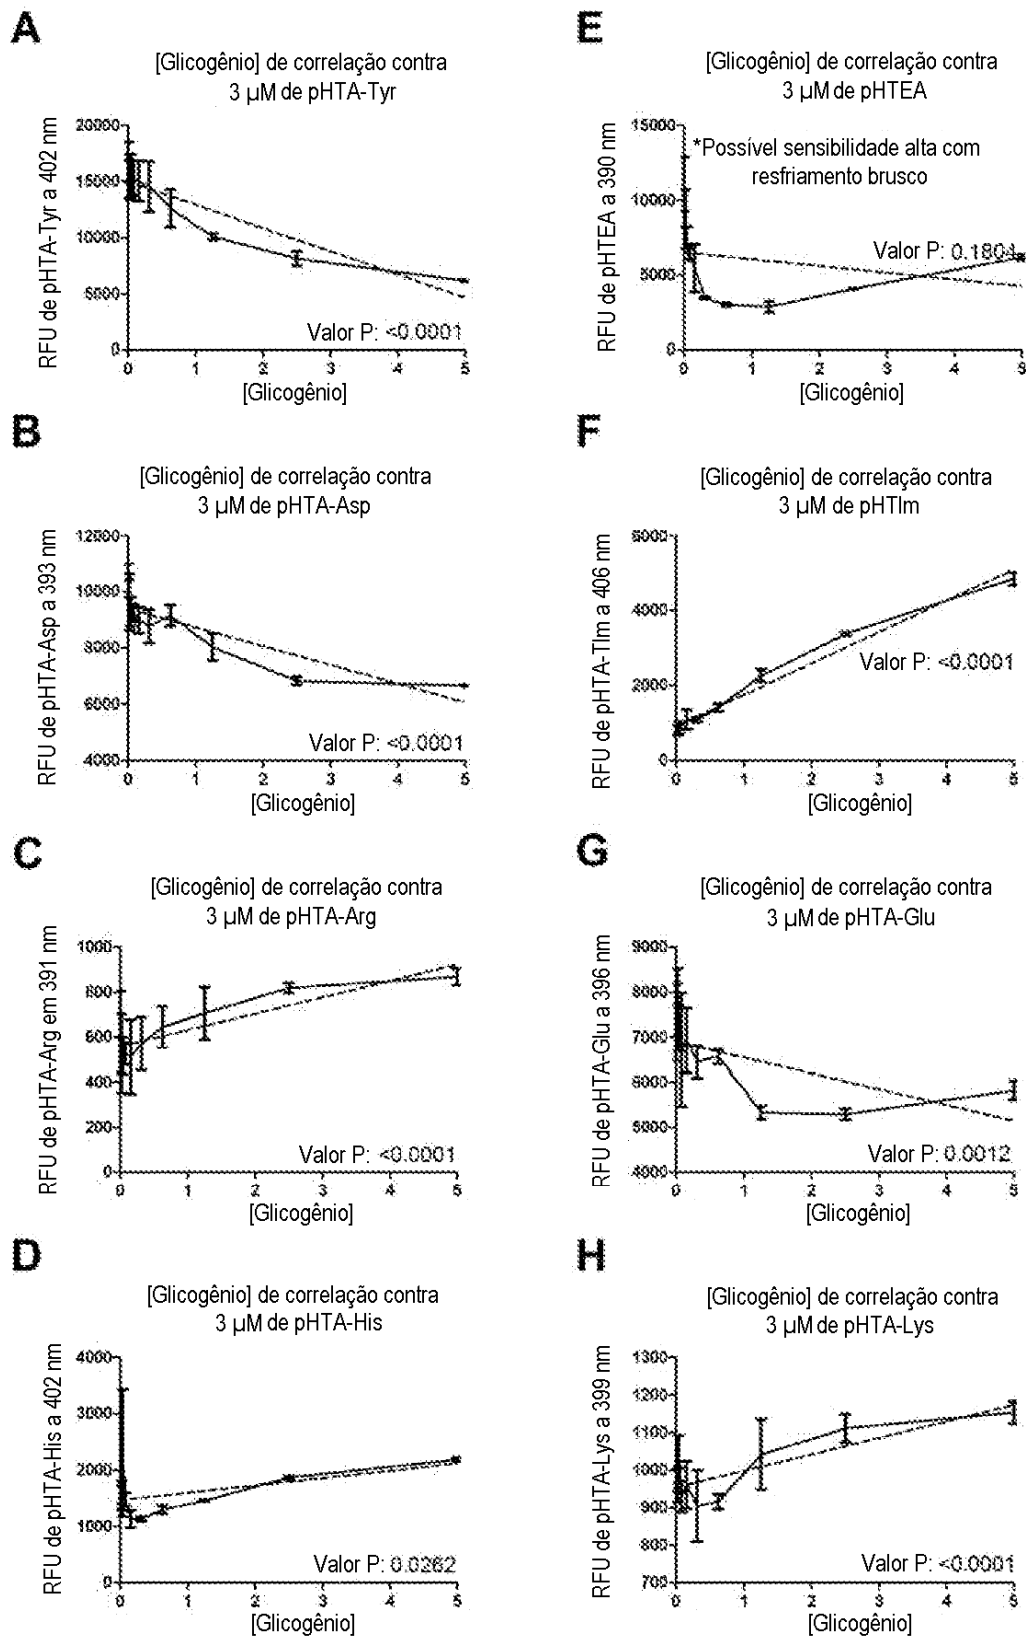 A
[Glicogênio] de correlação contra
3 µM de pHTA-Tyr
RFU de pHTA-Tyr a 402 nm
20000
15000
10000
5000
0
0 1 2 3 4 5
Valor P: <0.0001
[Glicogênio]
B
[Glicogênio] de correlação contra
3 µM de pHTA-Asp
RFU de pHTA-Asp a 393 nm
12000
10000
8000
6000
4000
0 1 2 3 4 5
Valor P: <0.0001
[Glicogênio]
C
[Glicogênio] de correlação contra
3 µM de pHTA-Arg
RFU de pHTA-Arg em 391 nm
1000
800
600
400
200
0
0 1 2 3 4 5
Valor P: <0.0001
[Glicogênio]
D
[Glicogênio] de correlação contra
3 µM de pHTA-His
RFU de pHTA-His a 402 nm
4000
3000
2000
1000
0
0 1 2 3 4 5
Valor P: 0.0262
[Glicogênio]
E
[Glicogênio] de correlação contra
3 µM de pHTEA
RFU de pHTEA a 390 nm
15000
10000
5000
0
0 1 2 3 4 5
*Possível sensibilidade alta com
resfriamento brusco
Valor P: 0.1804
[Glicogênio]
F
[Glicogênio] de correlação contra
3 µM de pHTIm
RFU de pHTA-TIm a 406 nm
6000
4000
2000
0
0 1 2 3 4 5
Valor P: <0.0001
[Glicogênio]
G
[Glicogênio] de correlação contra
3 µM de pHTA-Glu
RFU de pHTA-Glu a 396 nm
9000
8000
7000
6000
5000
4000
0 1 2 3 4 5
Valor P: 0.0012
[Glicogênio]
H
[Glicogênio] de correlação contra
3 µM de pHTA-Lys
RFU de pHTA-Lys a 399 nm
1300
1200
1100
1000
900
800
700
0 1 2 3 4 5
Valor P: <0.0001
[Glicogênio]